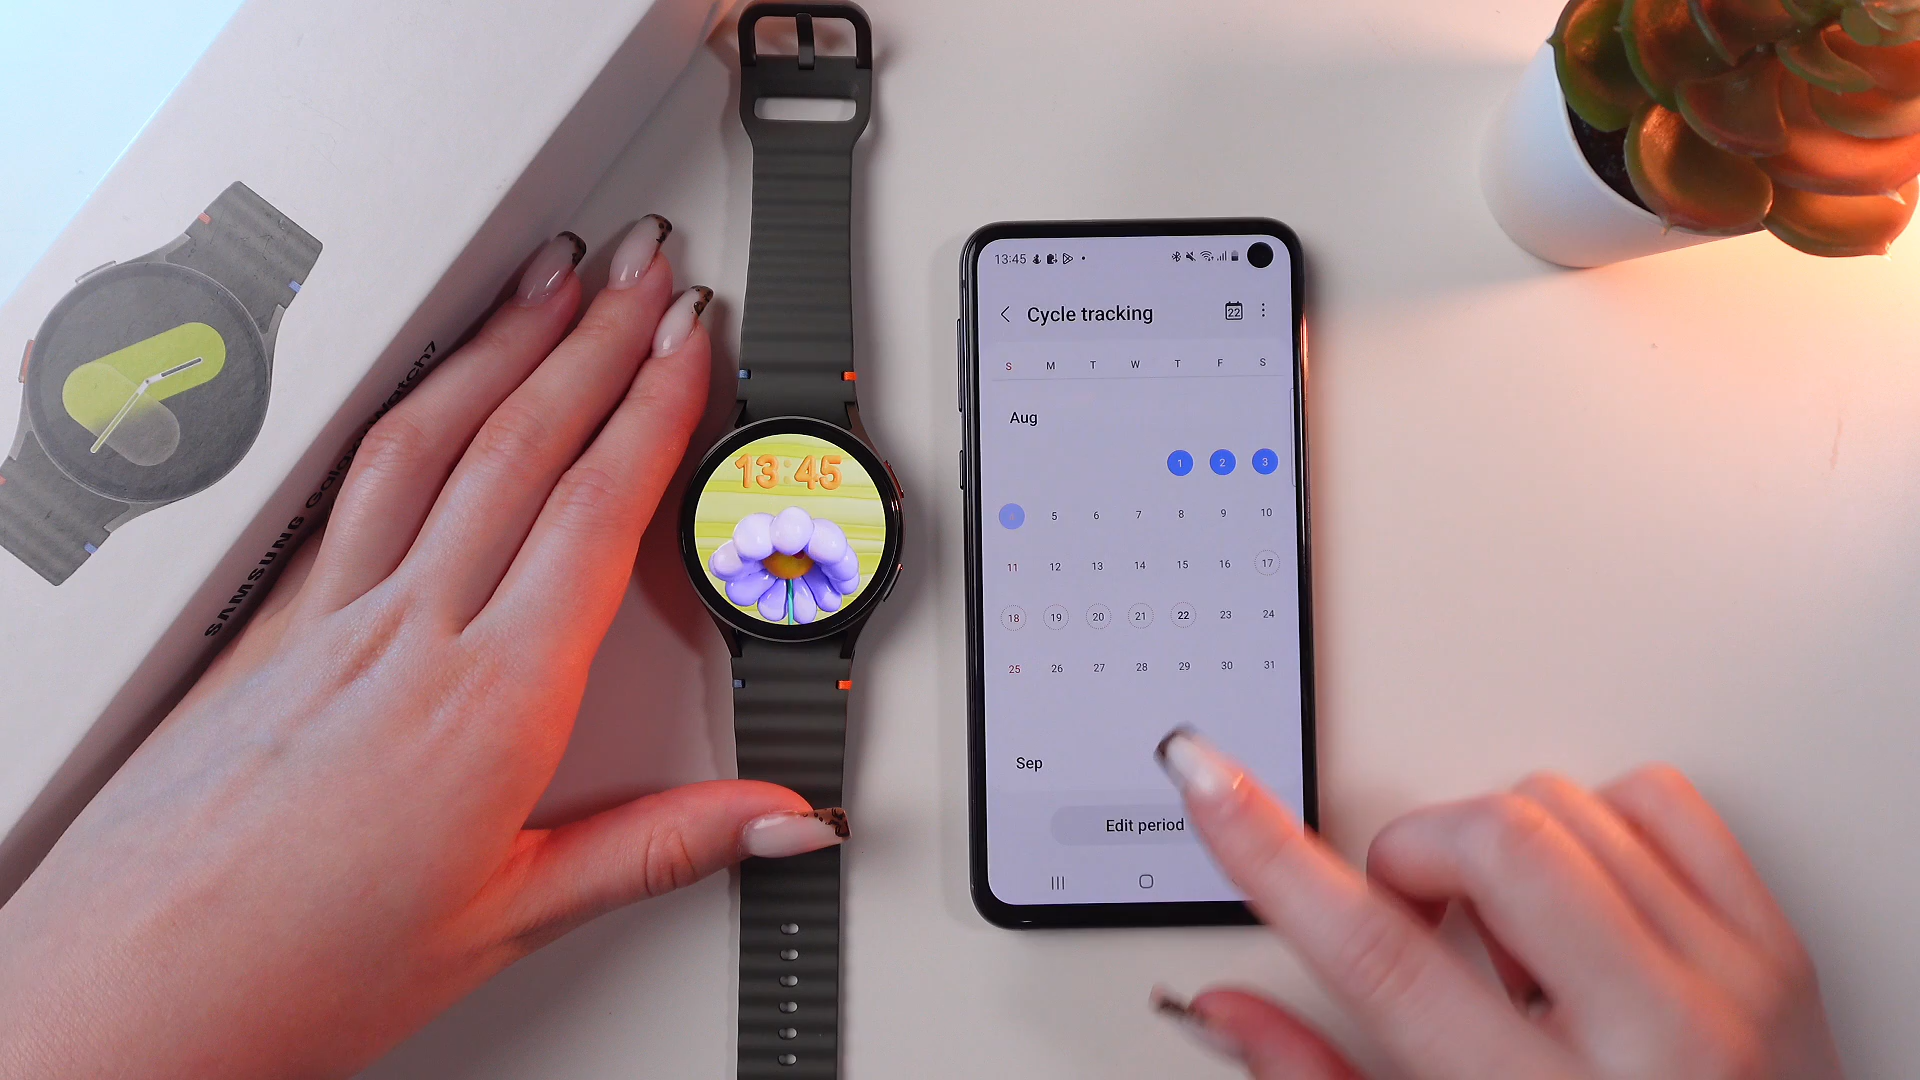 SAMSUNG Galaxy Watch7
13:45
13:45
Cycle tracking
22
S M T W T F S
Aug
1 2 3
4 5 6 7 8 9 10
11 12 13 14 15 16 17
18 19 20 21 22 23 24
25 26 27 28 29 30 31
Sep
Edit period